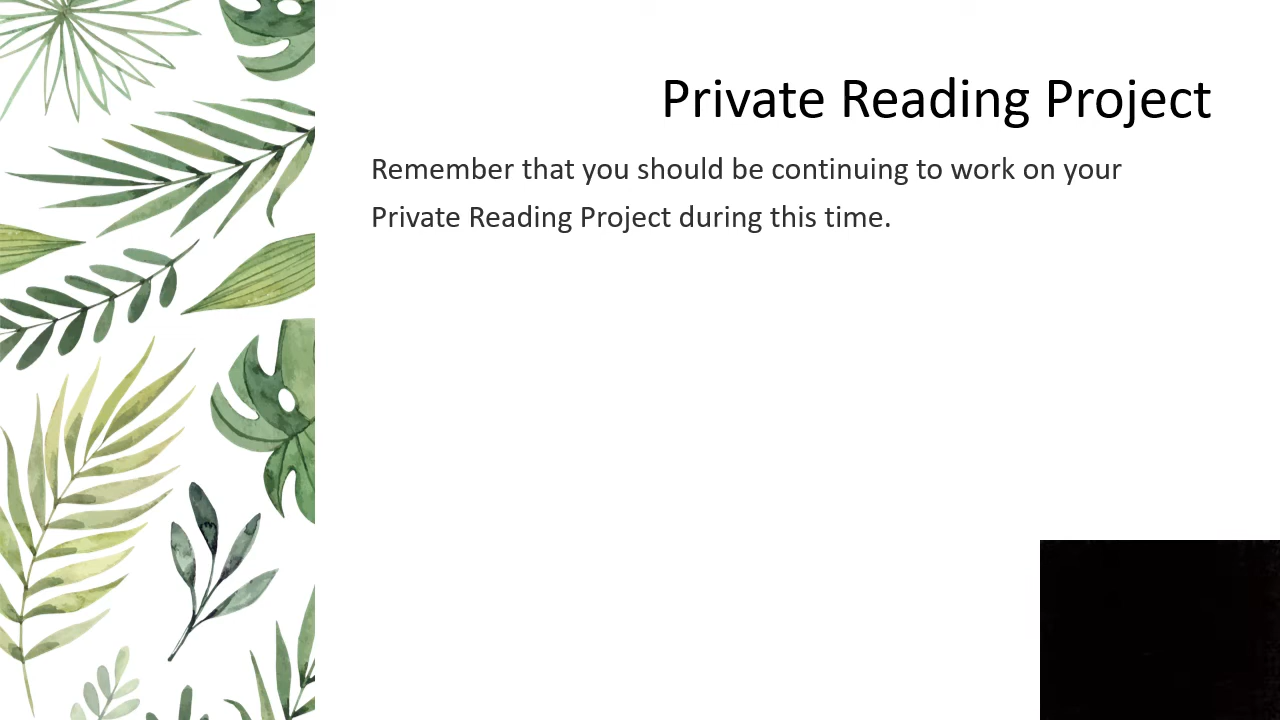 Private Reading Project
Remember that you should be continuing to work on your
Private Reading Project during this time.